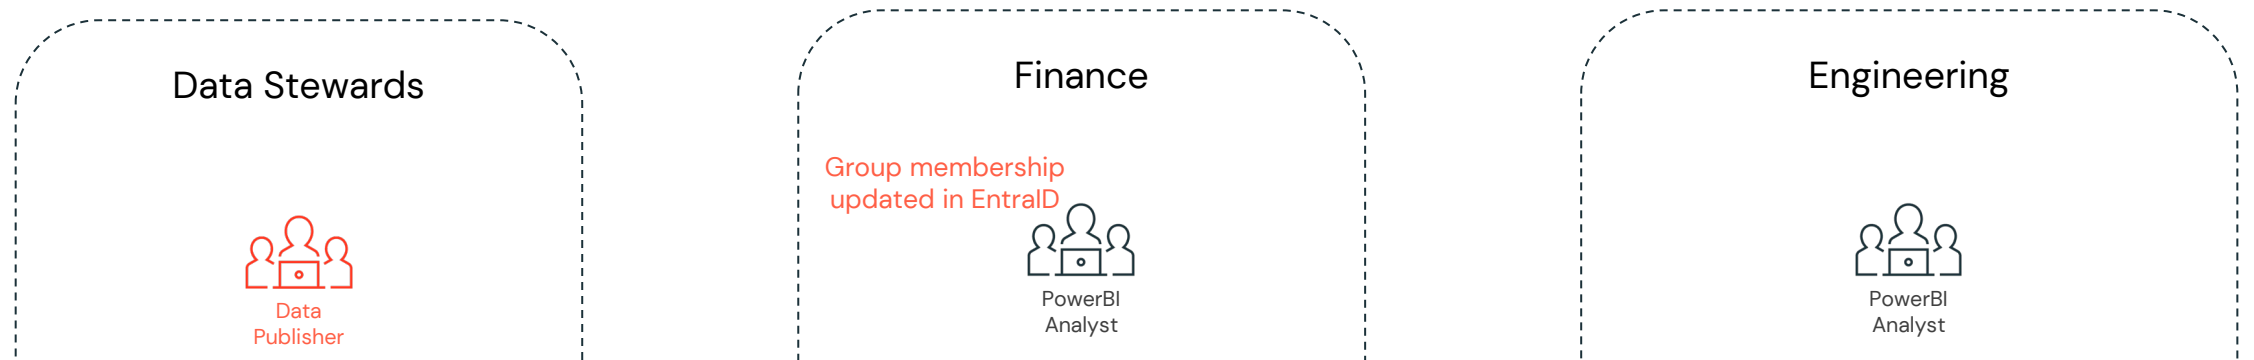 Data Stewards
Finance
Engineering
Group membership
updated in EntraID
Data
Publisher
PowerBI
Analyst
PowerBI
Analyst